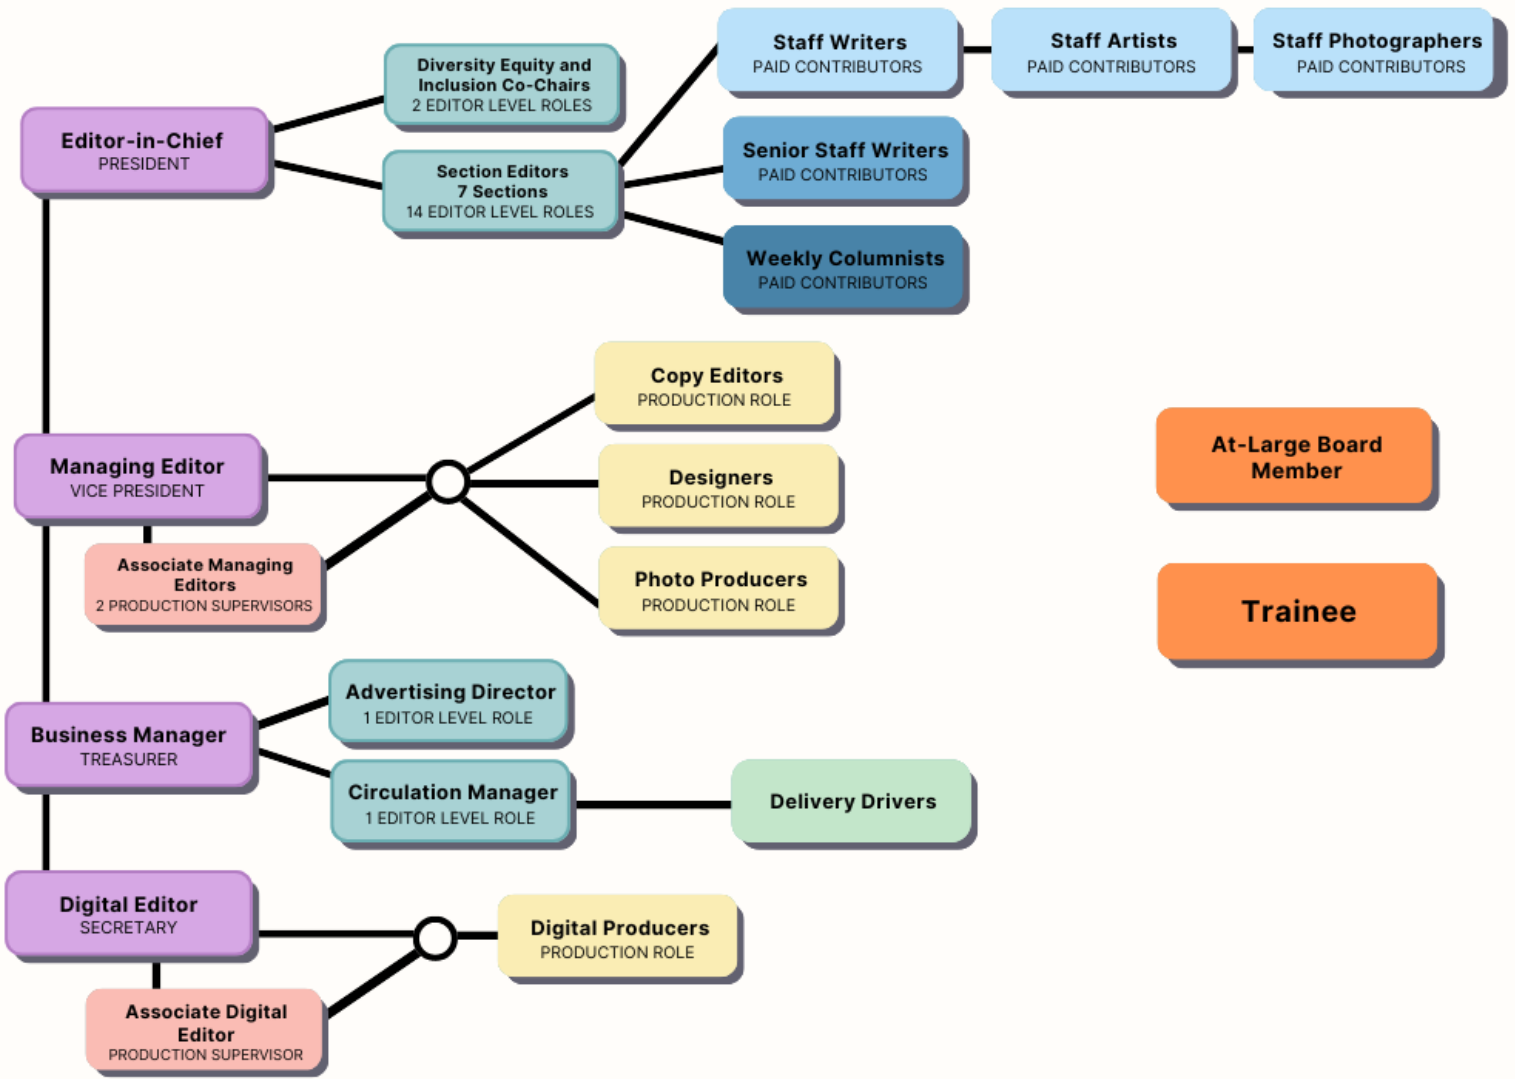 Editor-in-Chief
PRESIDENT
Diversity Equity and
Inclusion Co-Chairs
2 EDITOR LEVEL ROLES
Section Editors
7 Sections
14 EDITOR LEVEL ROLES
Staff Writers
PAID CONTRIBUTORS
Staff Artists
PAID CONTRIBUTORS
Staff Photographers
PAID CONTRIBUTORS
Senior Staff Writers
PAID CONTRIBUTORS
Weekly Columnists
PAID CONTRIBUTORS
Managing Editor
VICE PRESIDENT
Associate Managing
Editors
2 PRODUCTION SUPERVISORS
Copy Editors
PRODUCTION ROLE
Designers
PRODUCTION ROLE
Photo Producers
PRODUCTION ROLE
At-Large Board
Member
Trainee
Business Manager
TREASURER
Advertising Director
1 EDITOR LEVEL ROLE
Circulation Manager
1 EDITOR LEVEL ROLE
Delivery Drivers
Digital Editor
SECRETARY
Associate Digital
Editor
PRODUCTION SUPERVISOR
Digital Producers
PRODUCTION ROLE